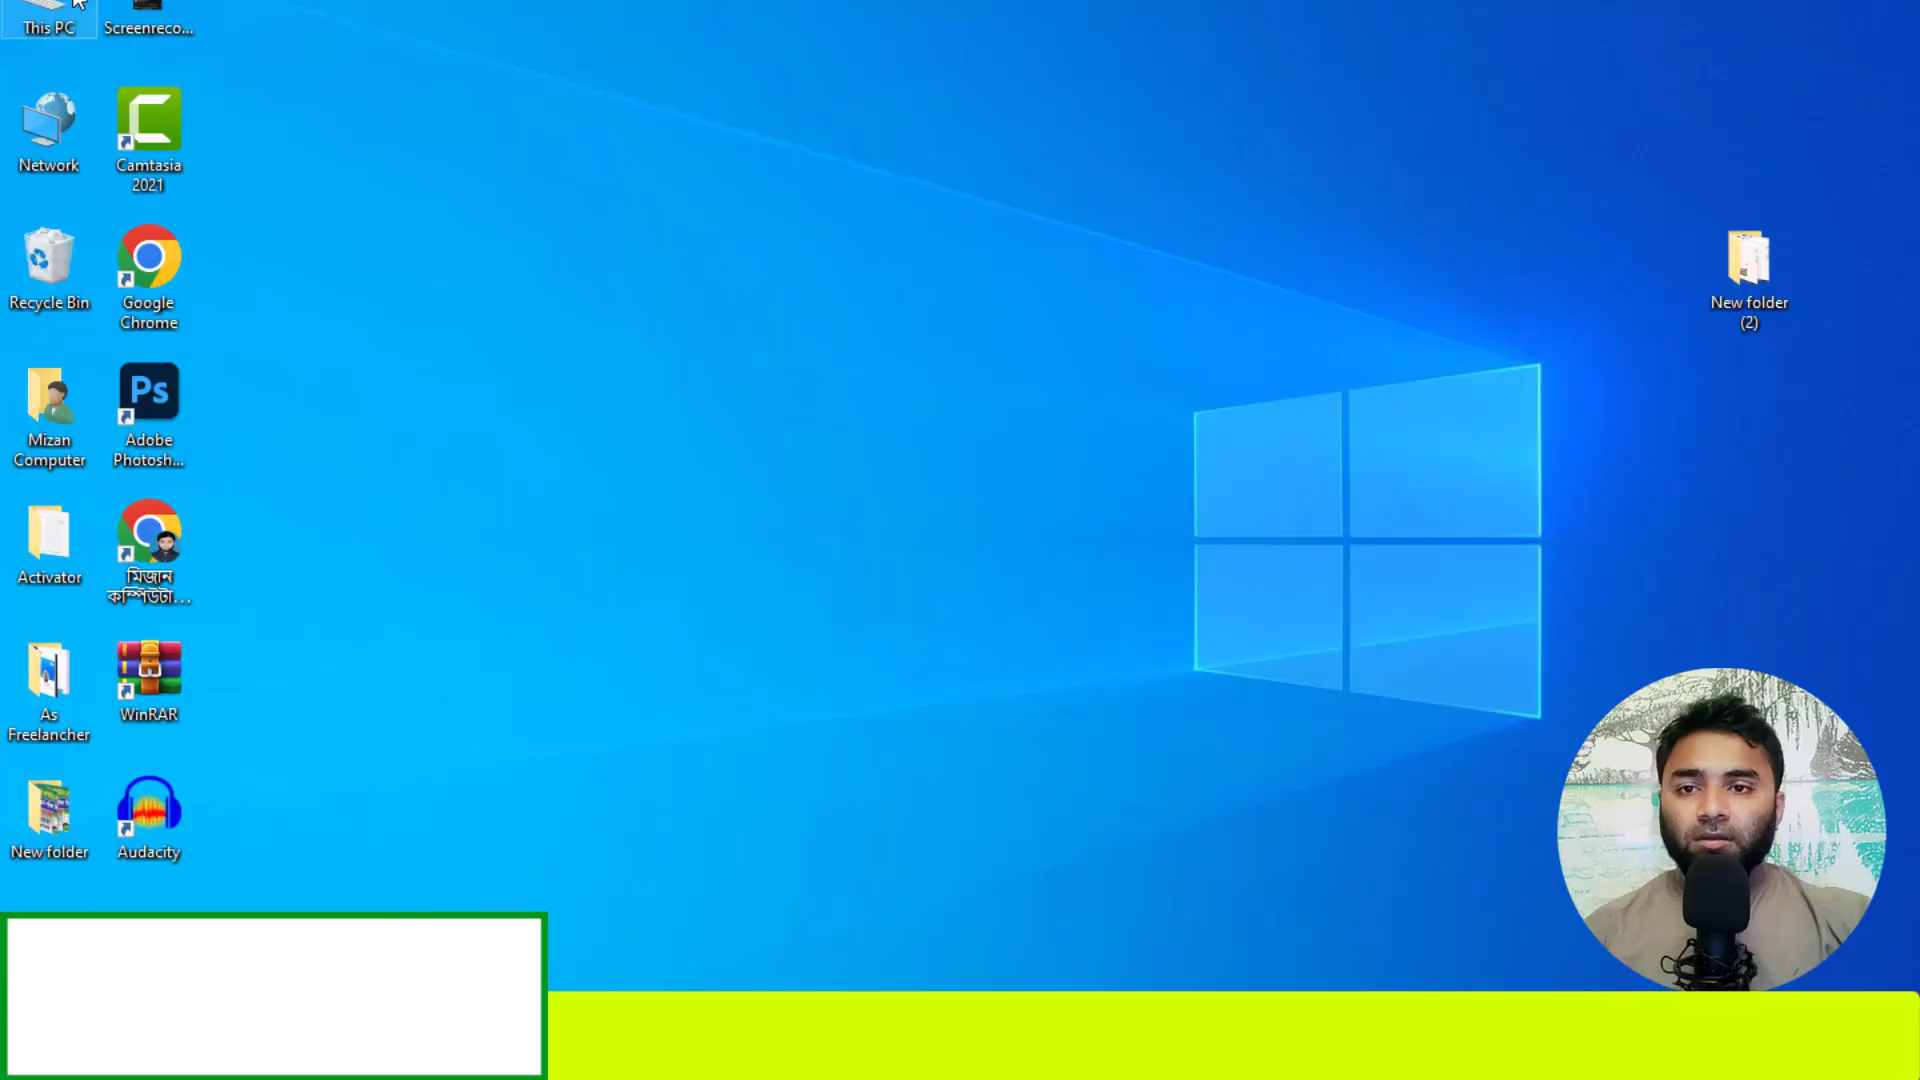 This PC
Screenreco...
Network
Camtasia
2021
Recycle Bin
Google
Chrome
New folder
(2)
Ps
Mizan
Computer
Adobe
Photosh...
Activator
মিজান
কম্পিউটা...
As
Freelancher
WinRAR
New folder
Audacity